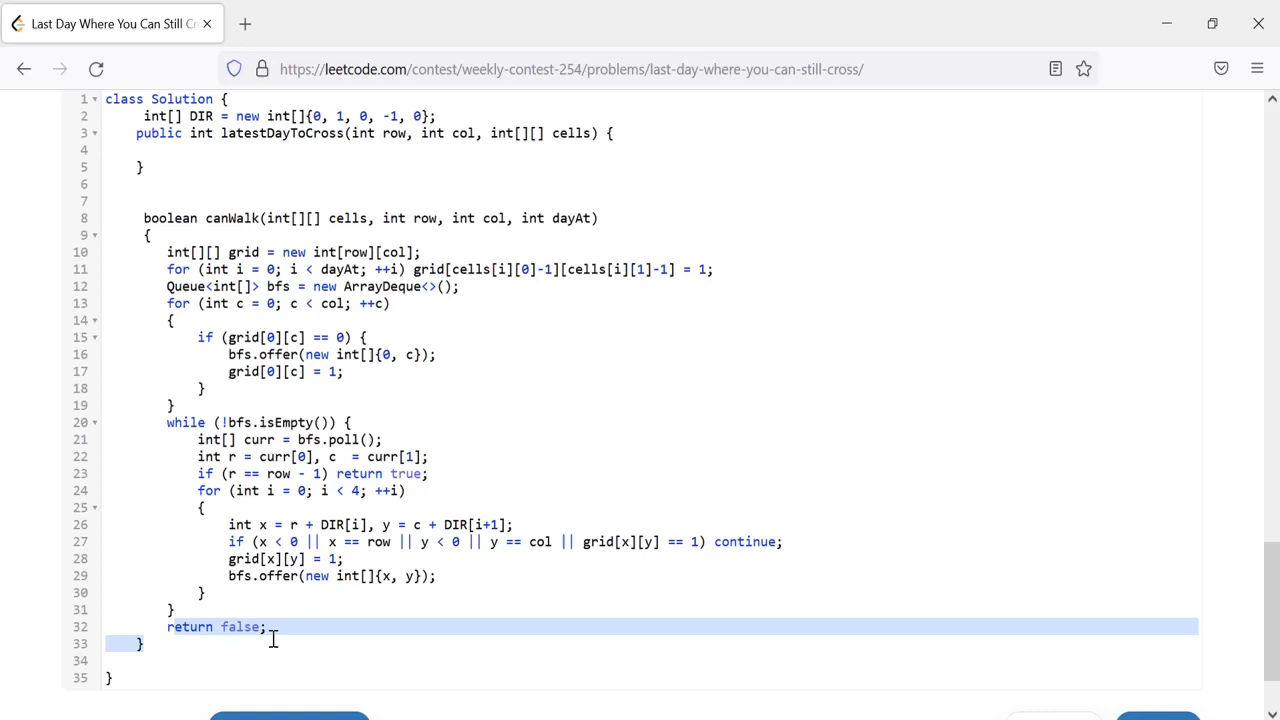 Last Day Where You Can Still Cr
https://leetcode.com/contest/weekly-contest-254/problems/last-day-where-you-can-still-cross/
1 class Solution {
2 int[] DIR = new int[]{0, 1, 0, -1, 0};
3 public int latestDayToCross(int row, int col, int[][] cells) {
4
5 }
6
7
8 boolean canWalk(int[][] cells, int row, int col, int dayAt)
9 {
10 int[][] grid = new int[row][col];
11 for (int i = 0; i < dayAt; ++i) grid[cells[i][0]-1][cells[i][1]-1] = 1;
12 Queue<int[]> bfs = new ArrayDeque<>();
13 for (int c = 0; c < col; ++c)
14 {
15 if (grid[0][c] == 0) {
16 bfs.offer(new int[]{0, c});
17 grid[0][c] = 1;
18 }
19 }
20 while (!bfs.isEmpty()) {
21 int[] curr = bfs.poll();
22 int r = curr[0], c  = curr[1];
23 if (r == row - 1) return true;
24 for (int i = 0; i < 4; ++i)
25 {
26 int x = r + DIR[i], y = c + DIR[i+1];
27 if (x < 0 || x == row || y < 0 || y == col || grid[x][y] == 1) continue;
28 grid[x][y] = 1;
29 bfs.offer(new int[]{x, y});
30 }
31 }
32 return false;
33 }
34
35 }